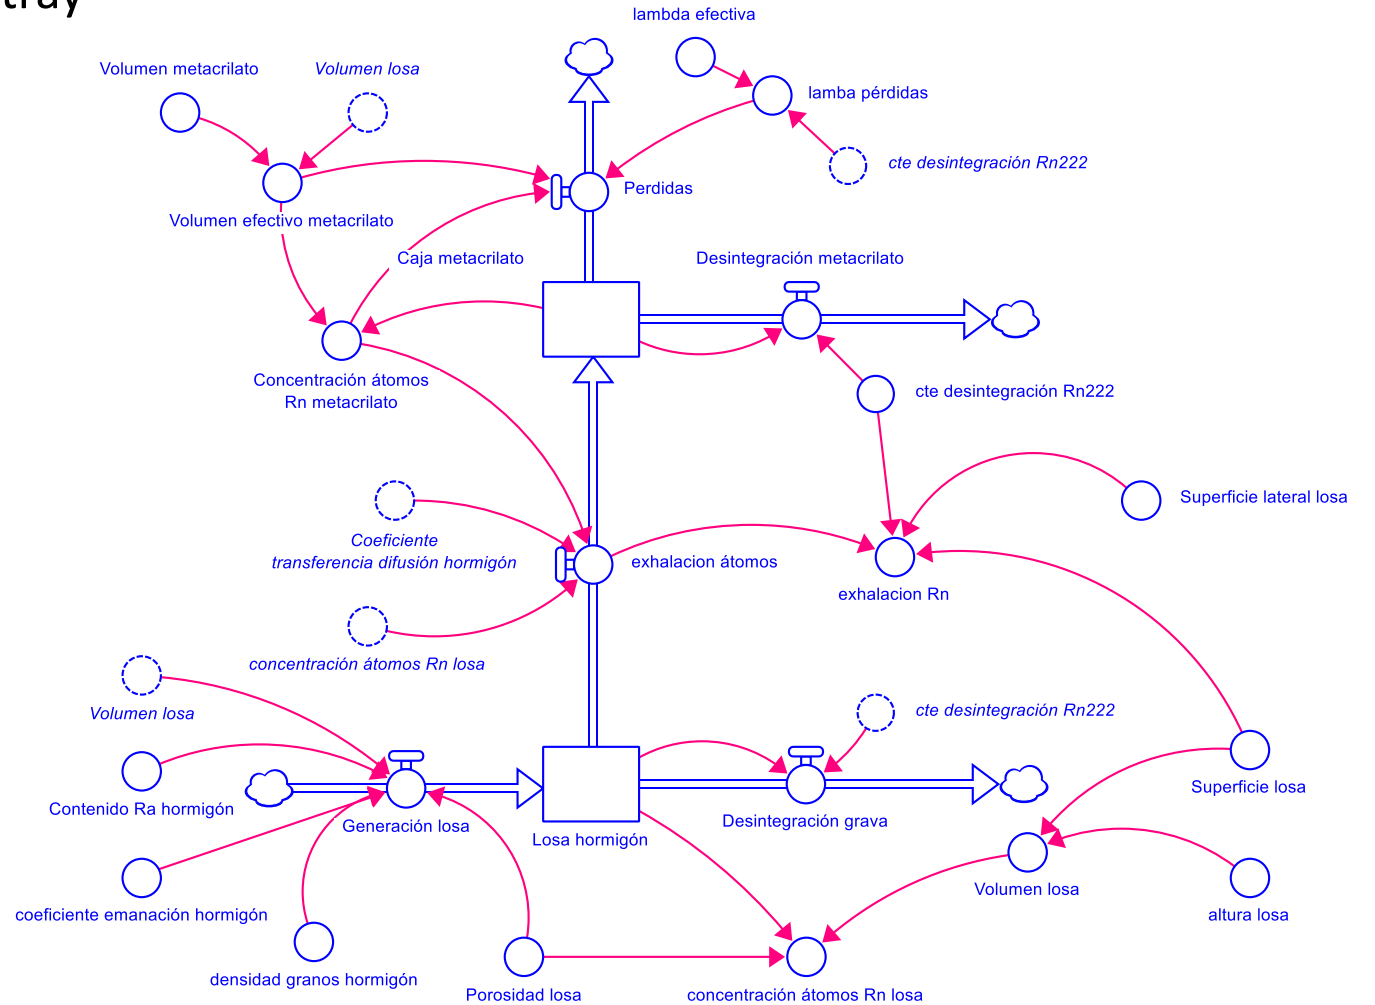 tray
lambda efectiva
Volumen metacrilato
Volumen losa
lamba pérdidas
cte desintegración Rn222
Perdidas
Volumen efectivo metacrilato
Caja metacrilato
Desintegración metacrilato
Concentración átomos
Rn metacrilato
cte desintegración Rn222
Superficie lateral losa
Coeficiente
transferencia difusión hormigón
exhalacion átomos
exhalacion Rn
concentración átomos Rn losa
Volumen losa
cte desintegración Rn222
Contenido Ra hormigón
Generación losa
Losa hormigón
Desintegración grava
Superficie losa
Volumen losa
coeficiente emanación hormigón
altura losa
densidad granos hormigón
Porosidad losa
concentración átomos Rn losa